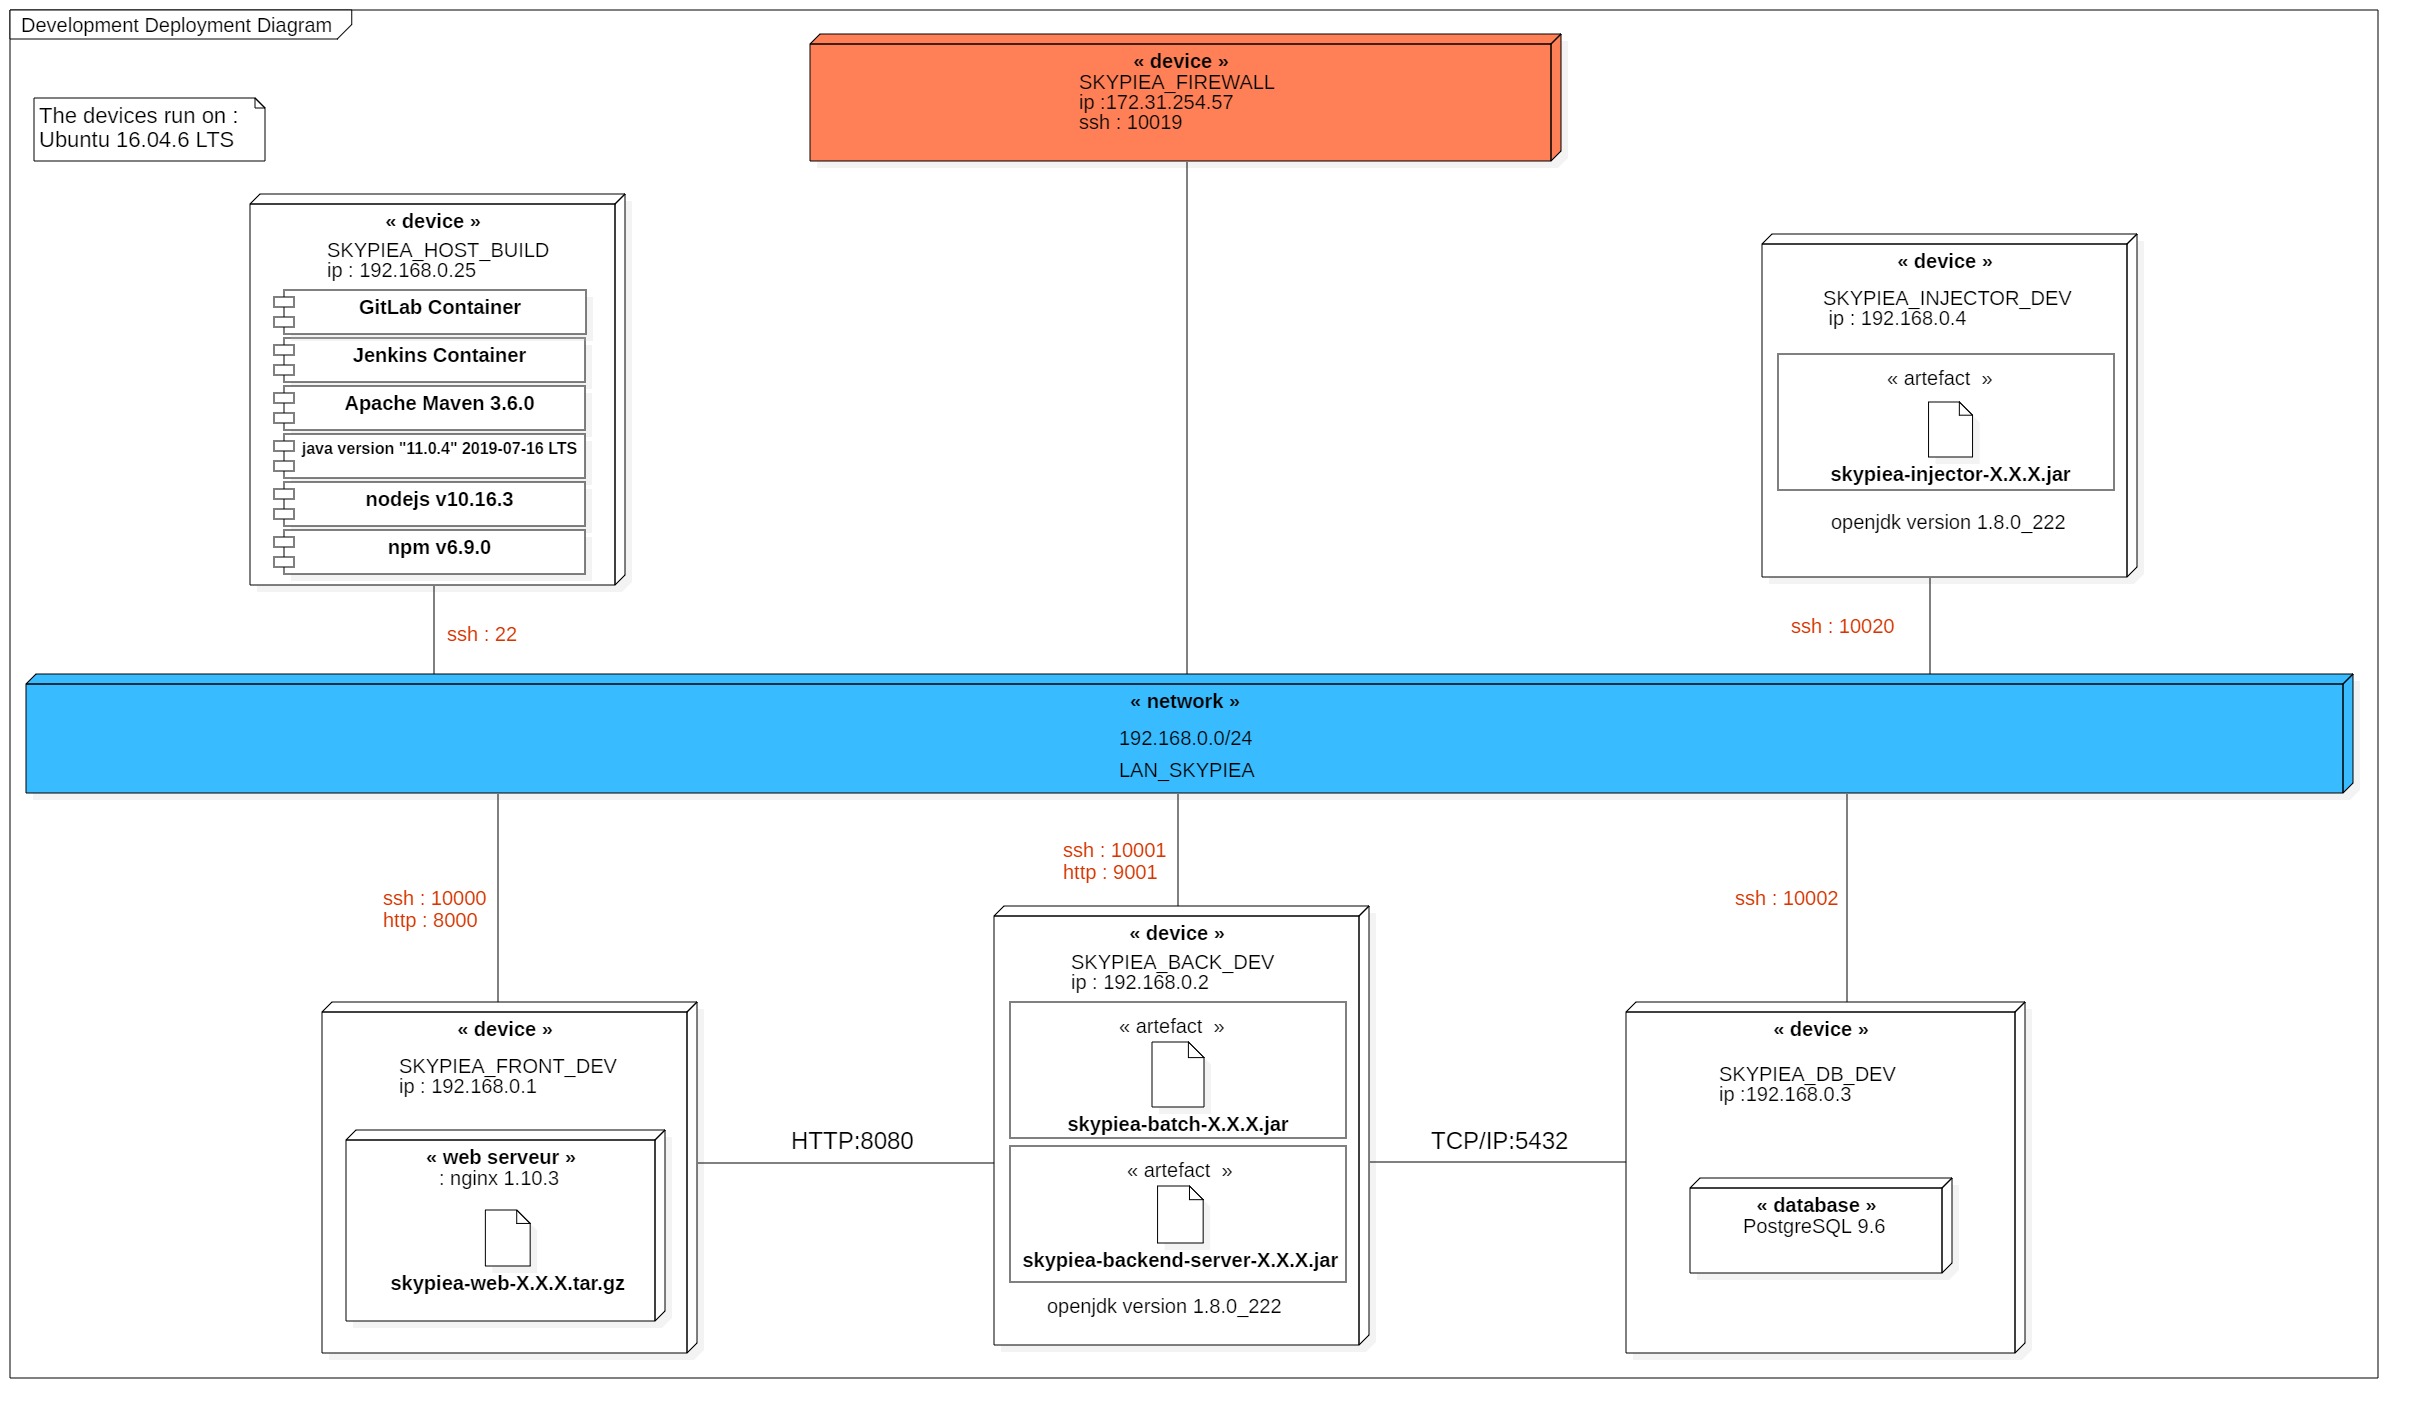 Development Deployment Diagram
« device »
SKYPIEA_FIREWALL
ip :172.31.254.57
ssh : 10019
The devices run on :
Ubuntu 16.04.6 LTS
« device »
SKYPIEA_HOST_BUILD
ip : 192.168.0.25
GitLab Container
Jenkins Container
Apache Maven 3.6.0
java version "11.0.4" 2019-07-16 LTS
nodejs v10.16.3
npm v6.9.0
ssh : 22
« device »
SKYPIEA_INJECTOR_DEV
ip : 192.168.0.4
« artefact  »
skypiea-injector-X.X.X.jar
openjdk version 1.8.0_222
ssh : 10020
« network »
192.168.0.0/24
LAN_SKYPIEA
ssh : 10000
http : 8000
ssh : 10001
http : 9001
ssh : 10002
« device »
SKYPIEA_FRONT_DEV
ip : 192.168.0.1
« web serveur »
: nginx 1.10.3
skypiea-web-X.X.X.tar.gz
HTTP:8080
« device »
SKYPIEA_BACK_DEV
ip : 192.168.0.2
« artefact  »
skypiea-batch-X.X.X.jar
« artefact  »
skypiea-backend-server-X.X.X.jar
openjdk version 1.8.0_222
TCP/IP:5432
« device »
SKYPIEA_DB_DEV
ip :192.168.0.3
« database »
PostgreSQL 9.6